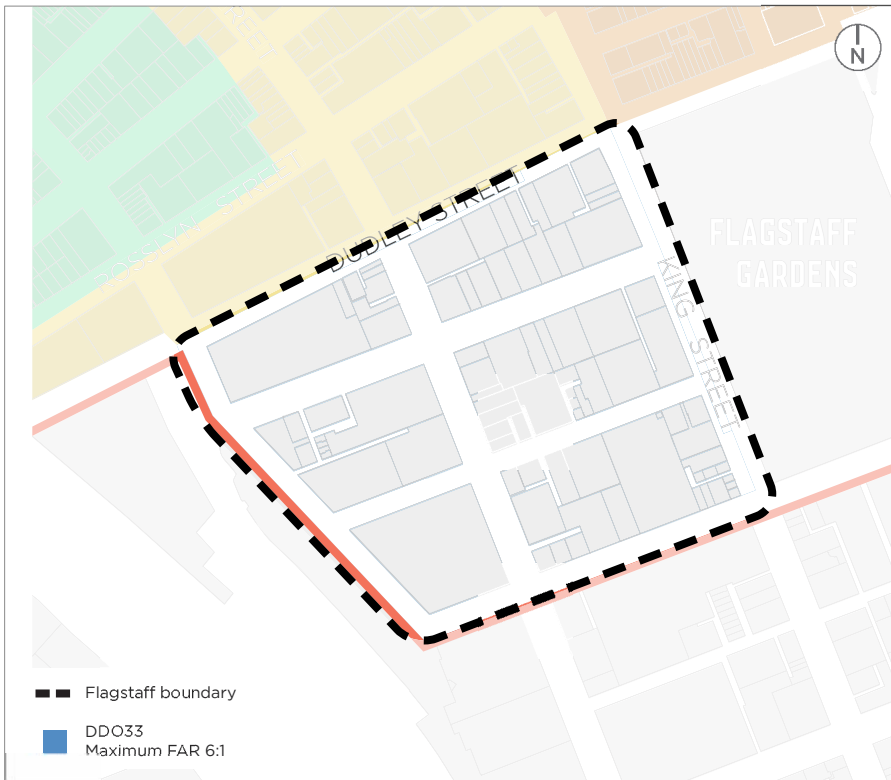 N
DUDLEY STREET
FLAGSTAFF
GARDENS
KING STREET
Flagstaff boundary
DDO33
Maximum FAR 6:1